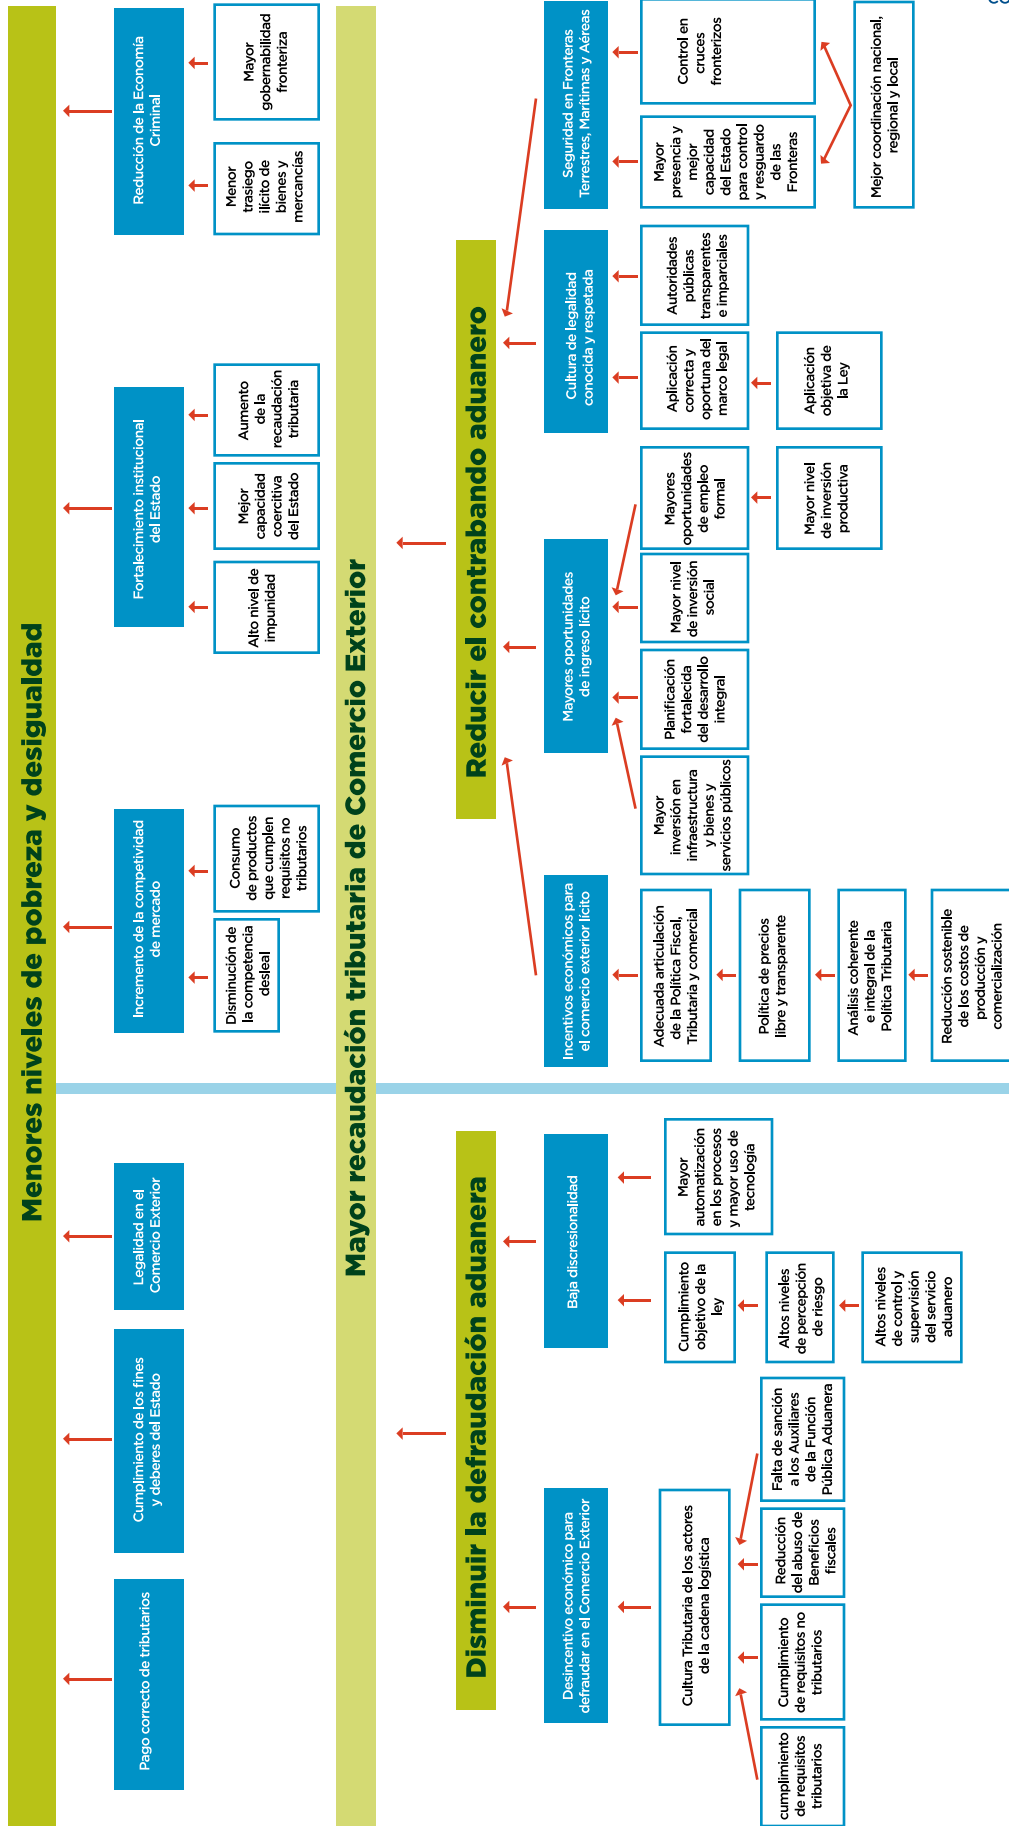 Menores niveles de pobreza y desigualdad
Pago correcto de tributarios
Cumplimiento de los fines
y deberes del Estado
Legalidad en el
Comercio Exterior
Incremento de la competividad
de mercado
Fortalecimiento institucional
del Estado
Reducción de la Economía
Criminal
Disminución de
la competencia
desleal
Consumo
de productos
que cumplen
requisitos no
tributarios
Alto nivel de
impunidad
Mejor
capacidad
coercitiva
del Estado
Aumento
de la
recaudación
tributaria
Menor
trasiego
ilícito de
bienes y
mercancías
Mayor
gobernabilidad
fronteriza
Mayor recaudación tributaria de Comercio Exterior
Disminuir la defraudación aduanera
Reducir el contrabando aduanero
Desincentivo económico para
defraudar en el Comercio Exterior
Baja discresionalidad
Incentivos económicos para
el comercio exterior lícito
Mayores oportunidades
de ingreso lícito
Cultura de legalidad
conocida y respetada
Seguridad en Fronteras
Terrestres, Marítimas y Aéreas
Cultura Tributaria de los actores
de la cadena logística
cumplimiento
de requisitos
tributarios
Cumplimiento
de requisitos no
tributarios
Reducción
del abuso de
Beneficios
fiscales
Falta de sanción
a los Auxiliares
de la Función
Pública Aduanera
Cumplimiento
objetivo de la
ley
Altos niveles
de percepción
de riesgo
Altos niveles
de control y
supervisión
del servicio
aduanero
Mayor
automatización
en los procesos
y mayor uso de
tecnología
Adecuada articulación
de la Política Fiscal,
Tributaria y comercial
Política de precios
libre y transparente
Análisis coherente
e integral de la
Política Tributaria
Reducción sostenible
de los costos de
producción y
comercialización
Mayor
inversión en
infraestructura
y bienes y
servicios públicos
Planificación
fortalecida
del desarrollo
integral
Mayor nivel
de inversión
social
Mayores
oportunidades
de empleo
formal
Mayor nivel
de inversión
productiva
Aplicación
correcta y
oportuna del
marco legal
Aplicación
objetiva de
la Ley
Autoridades
públicas
transparentes
e imparciales
Mayor
presencia y
mejor
capacidad
del Estado
para control
y resguardo
de las
Fronteras
Control en
cruces
fronterizos
Mejor coordinación nacional,
regional y local